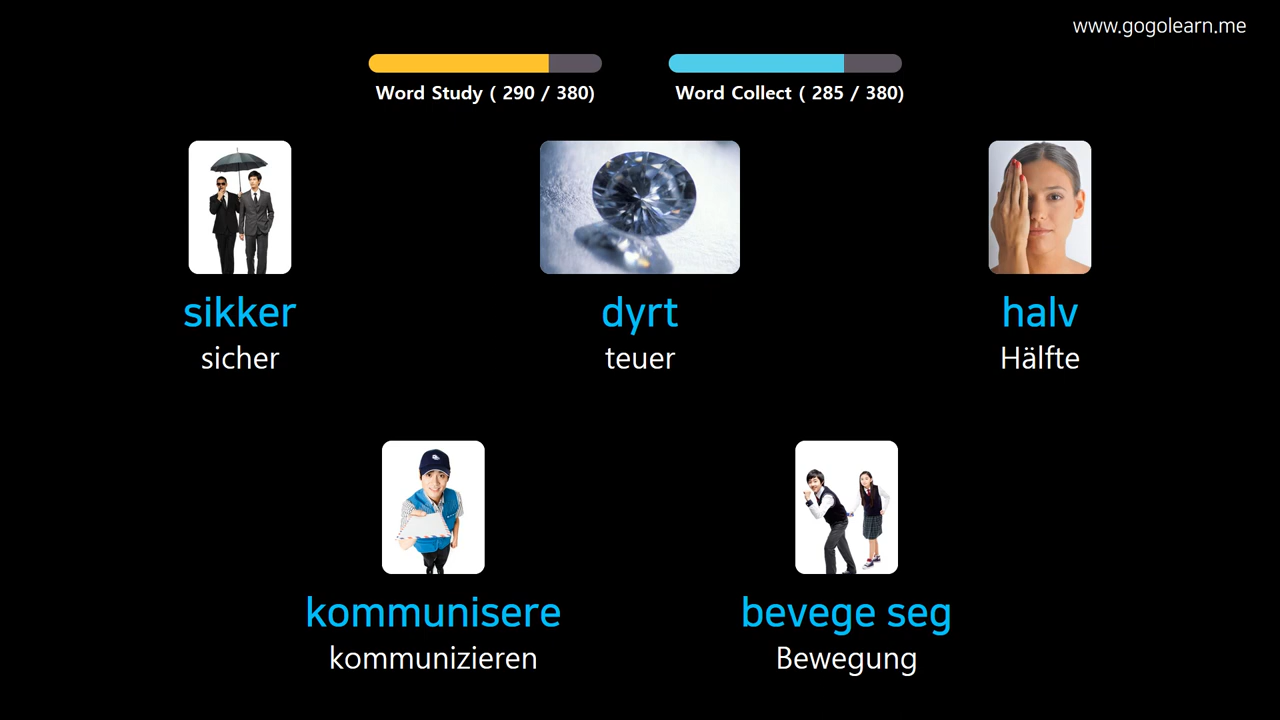 www.gogolearn.me
Word Study ( 290 / 380)
Word Collect ( 285 / 380)
sikker
sicher
dyrt
teuer
halv
Hälfte
kommunisere
kommunizieren
bevege seg
Bewegung